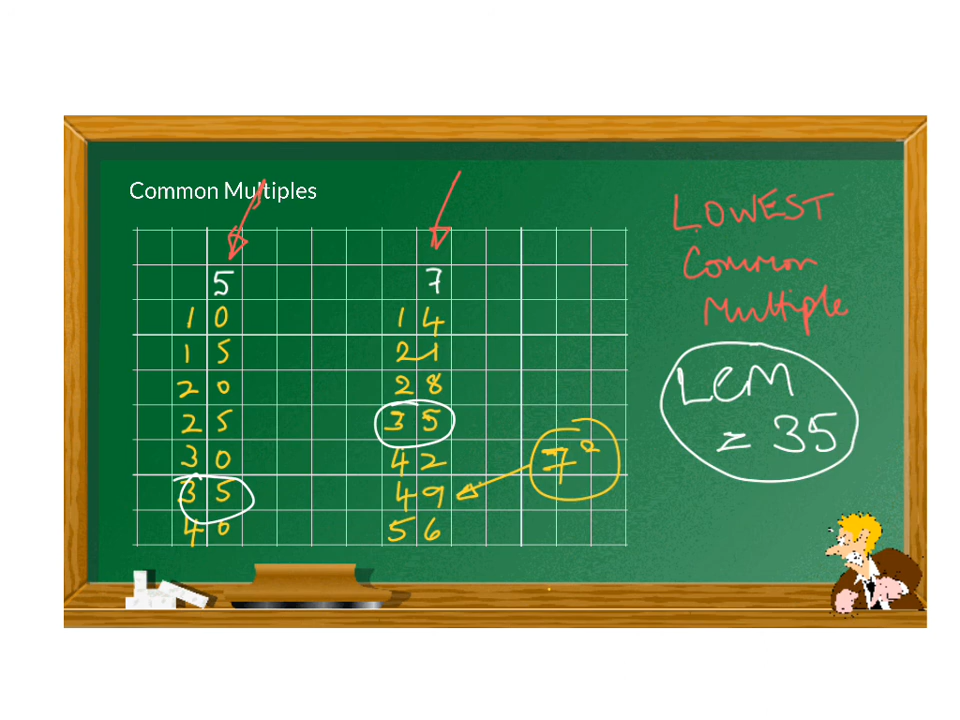 Common Multiples
5 7
10 14
15 21
20 28
25 35
30 42
35 49
40 56
7²
LOWEST
Common
Multiple
LCM
= 35